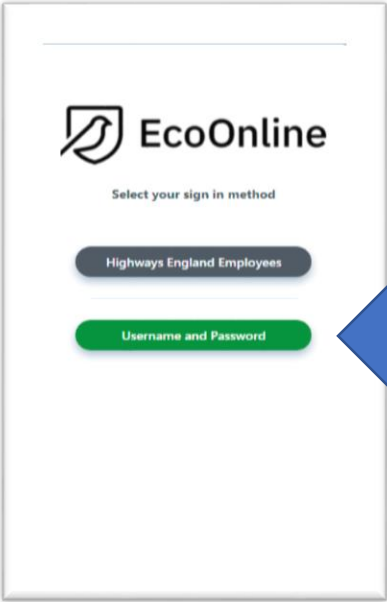 EcoOnline
Select your sign in method
Highways England Employees
Username and Password